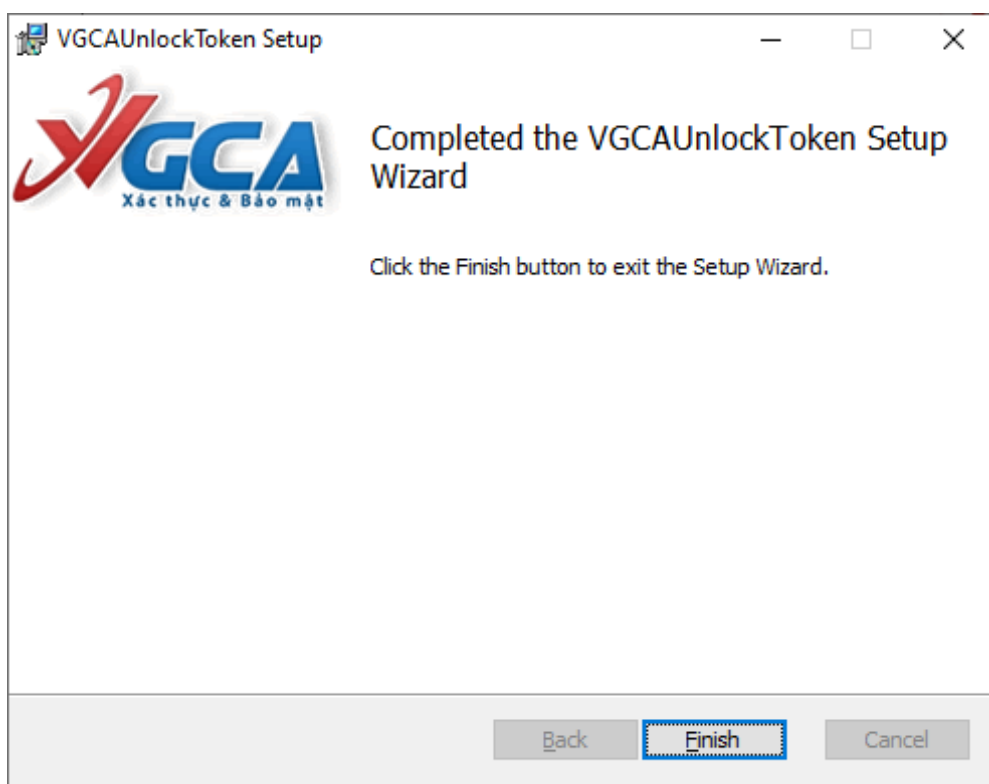 VGCAUnlockToken Setup
VGCA
Xác thực & Bảo mật
Completed the VGCAUnlockToken Setup
Wizard
Click the Finish button to exit the Setup Wizard.
Back
Finish
Cancel